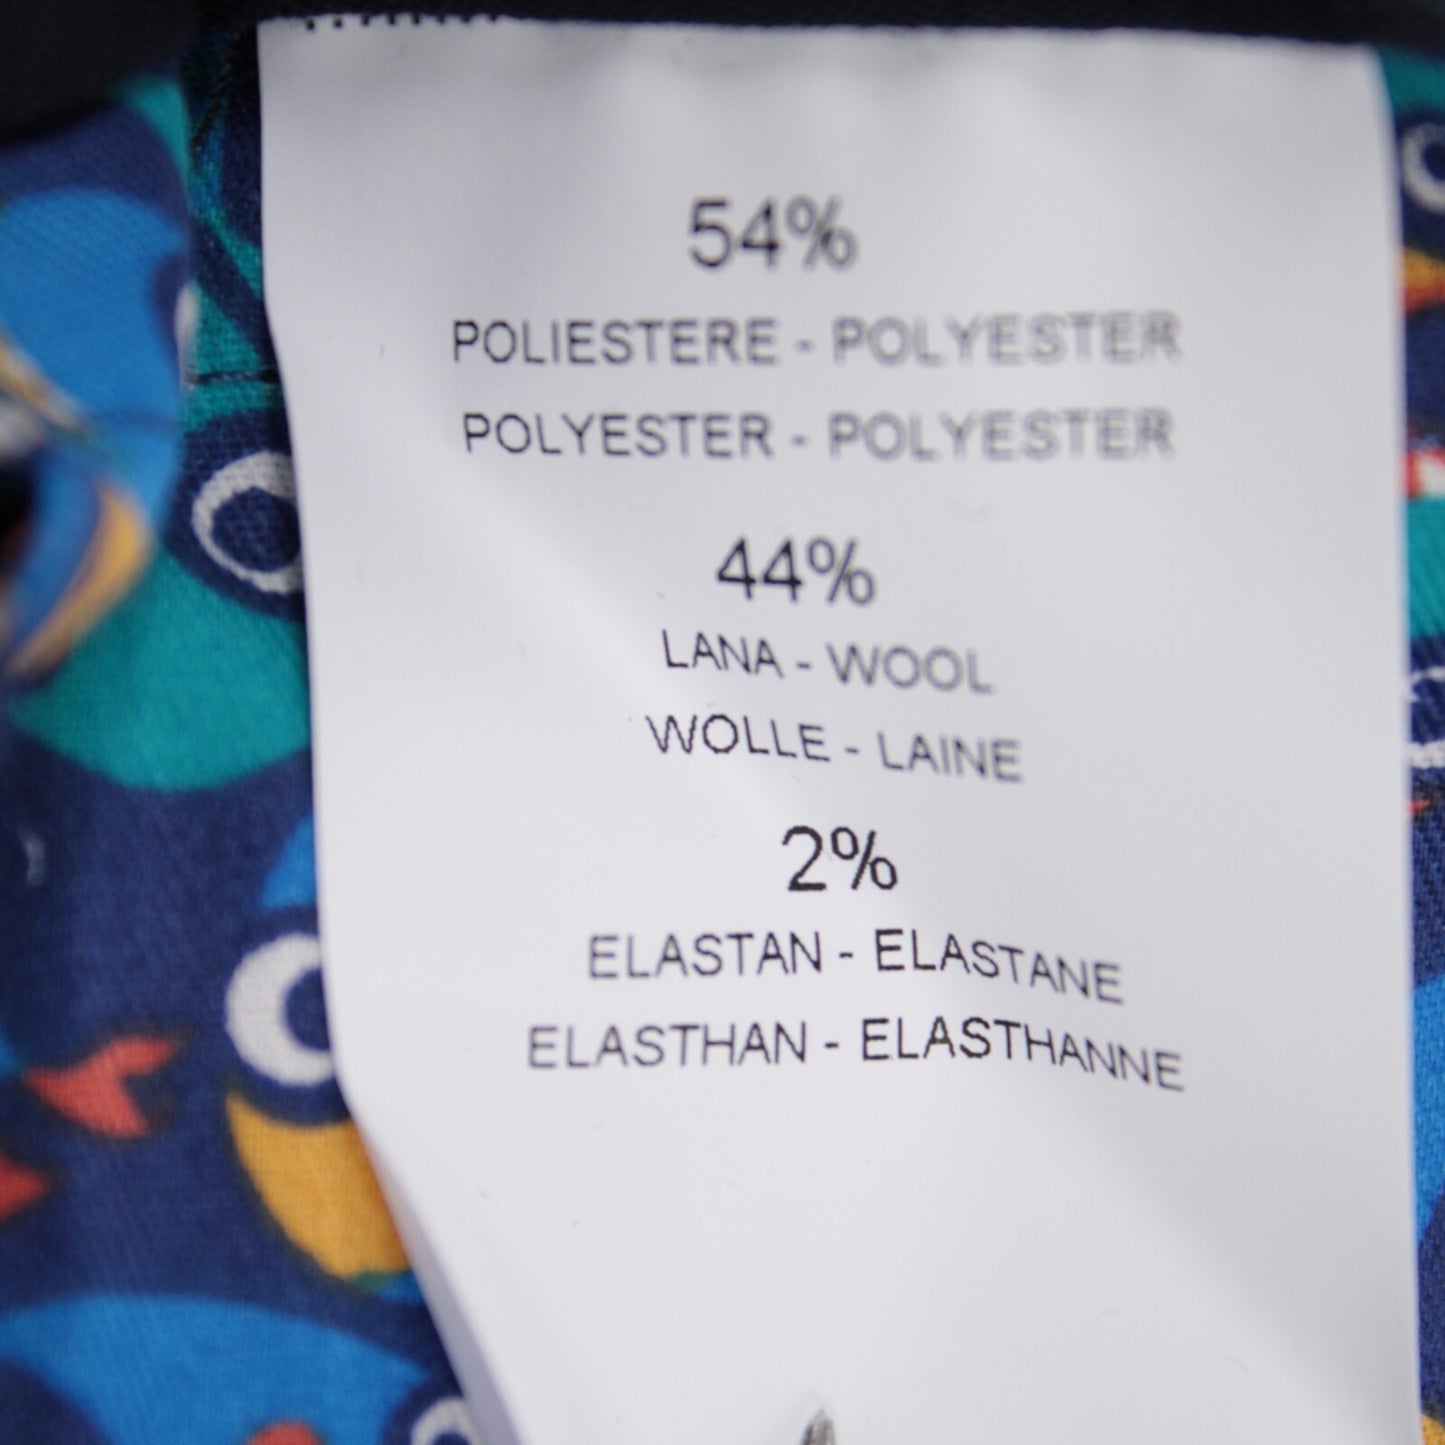 54%
POLIESTERE - POLYESTER
POLYESTER - POLYESTER
44%
LANA - WOOL
WOLLE - LAINE
2%
ELASTAN - ELASTANE
ELASTHAN - ELASTHANNE